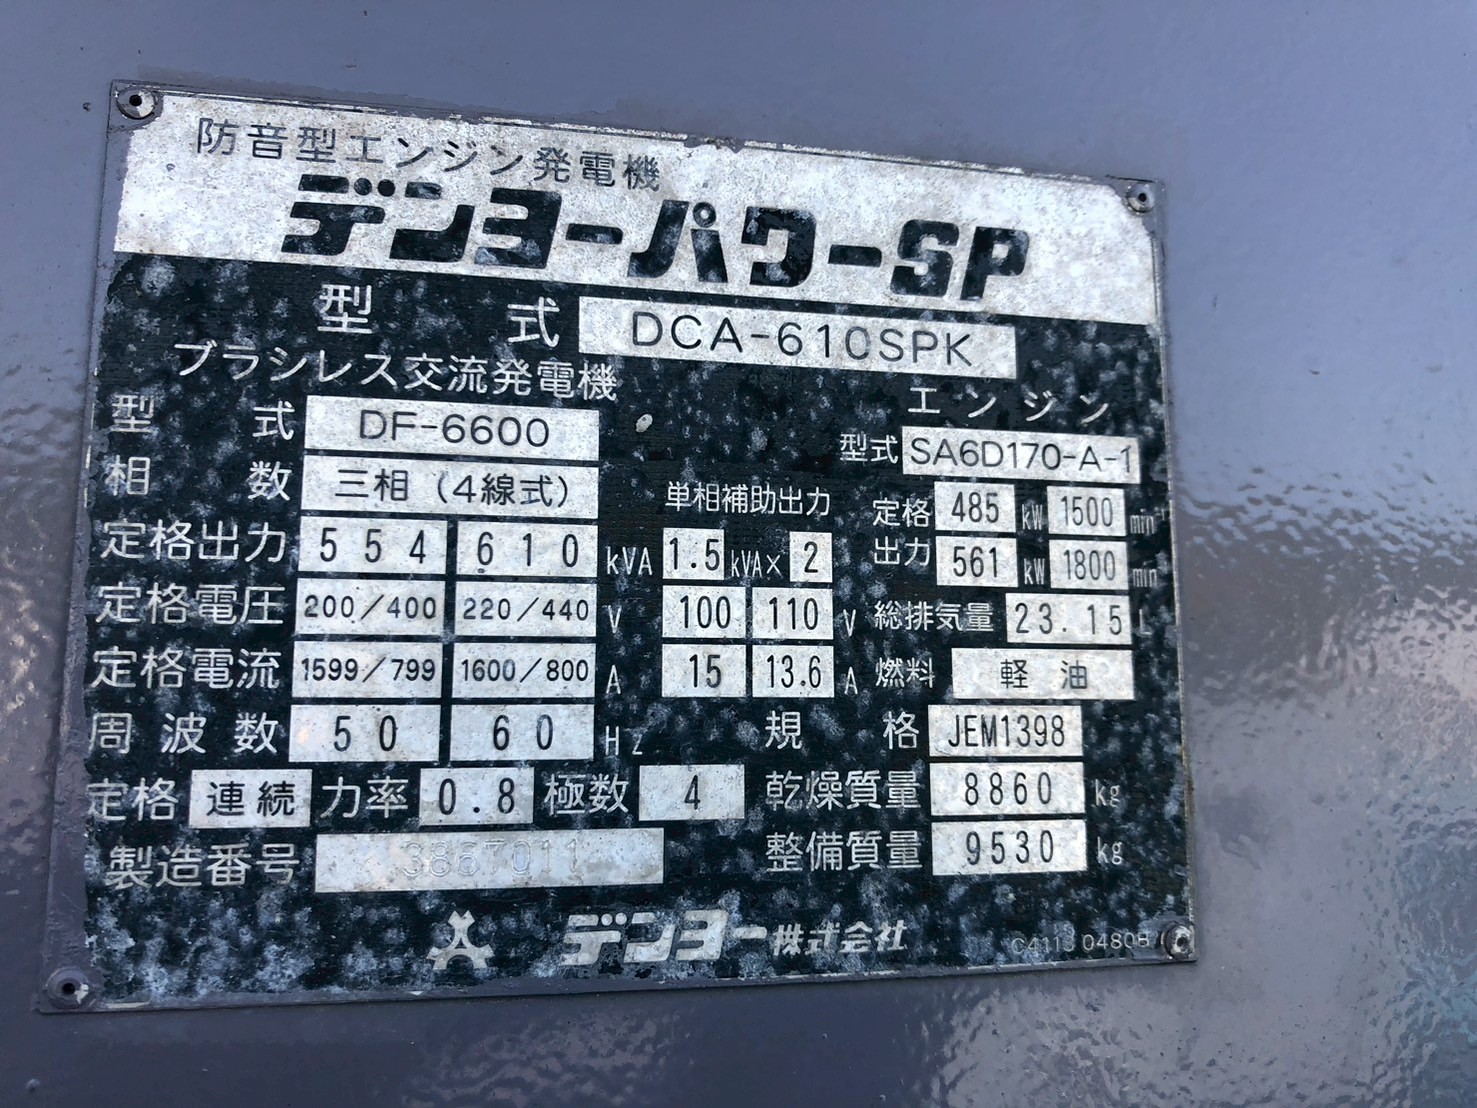 防音型エンジン発電機
デンヨーパワーSP
型式 DCA-610SPK
ブラシレス交流発電機
型式 DF-6600
相数 三相(4線式)
定格出力 554 610 kVA
定格電圧 200/400 220/440 V
定格電流 1599/799 1600/800 A
周波数 50 60 Hz
単相補助出力
1.5 kVA× 2
100 110 V
15 13.6 A
エンジン
型式 SA6D170-A-1
定格出力 485 kW 1500 min⁻¹
561 kW 1800 min⁻¹
総排気量 23.15 L
燃料 軽油
規格 JEM1398
定格 連続 力率 0.8 極数 4
乾燥質量 8860 kg
製造番号 3867011
整備質量 9530 kg
デンヨー株式会社